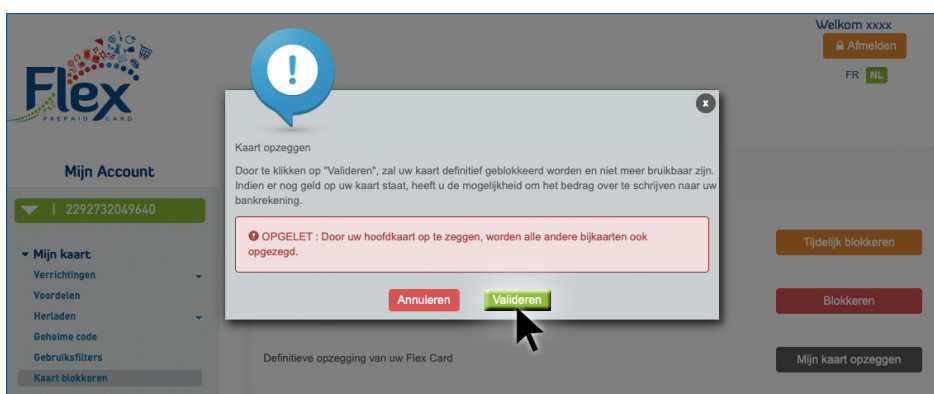 Welkom xxxx
Afmelden
FR NL
Flex
PREPAID CARD
Mijn Account
2292732049640
Mijn kaart
Verrichtingen
Voordelen
Herladen
Geheime code
Gebruiksfilters
Kaart blokkeren
x
Kaart opzeggen
Door te klikken op "Valideren", zal uw kaart definitief geblokkeerd worden en niet meer bruikbaar zijn.
Indien er nog geld op uw kaart staat, heeft u de mogelijkheid om het bedrag over te schrijven naar uw
bankrekening.
OPGELET : Door uw hoofdkaart op te zeggen, worden alle andere bijkaarten ook
opgezegd.
Annuleren Valideren
Tijdelijk blokkeren
Blokkeren
Definitieve opzegging van uw Flex Card
Mijn kaart opzeggen